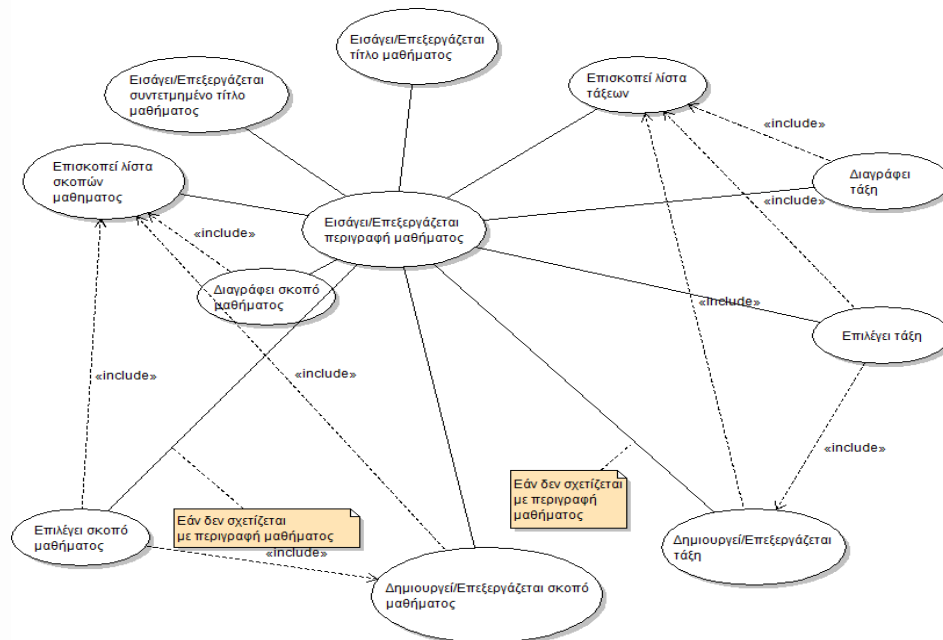 Εισάγει/Επεξεργάζεται
τίτλο μαθήματος
Εισάγει/Επεξεργάζεται
συντετμημένο τίτλο
μαθήματος
Επισκοπεί λίστα
τάξεων
«include»
Επισκοπεί λίστα
σκοπών
μαθηματος
Διαγράφει
τάξη
«include»
Εισάγει/Επεξεργάζεται
περιγραφή μαθήματος
«include»
Διαγράφει σκοπό
μαθήματος
«include»
Επιλέγει τάξη
«include»
«include»
«include»
Εάν δεν σχετίζεται
με περιγραφή
μαθήματος
Εάν δεν σχετίζεται
με περιγραφή μαθήματος
Επιλέγει σκοπό
μαθήματος
«include»
Δημιουργεί/Επεξεργάζεται
τάξη
Δημιουργεί/Επεξεργάζεται σκοπό
μαθήματος